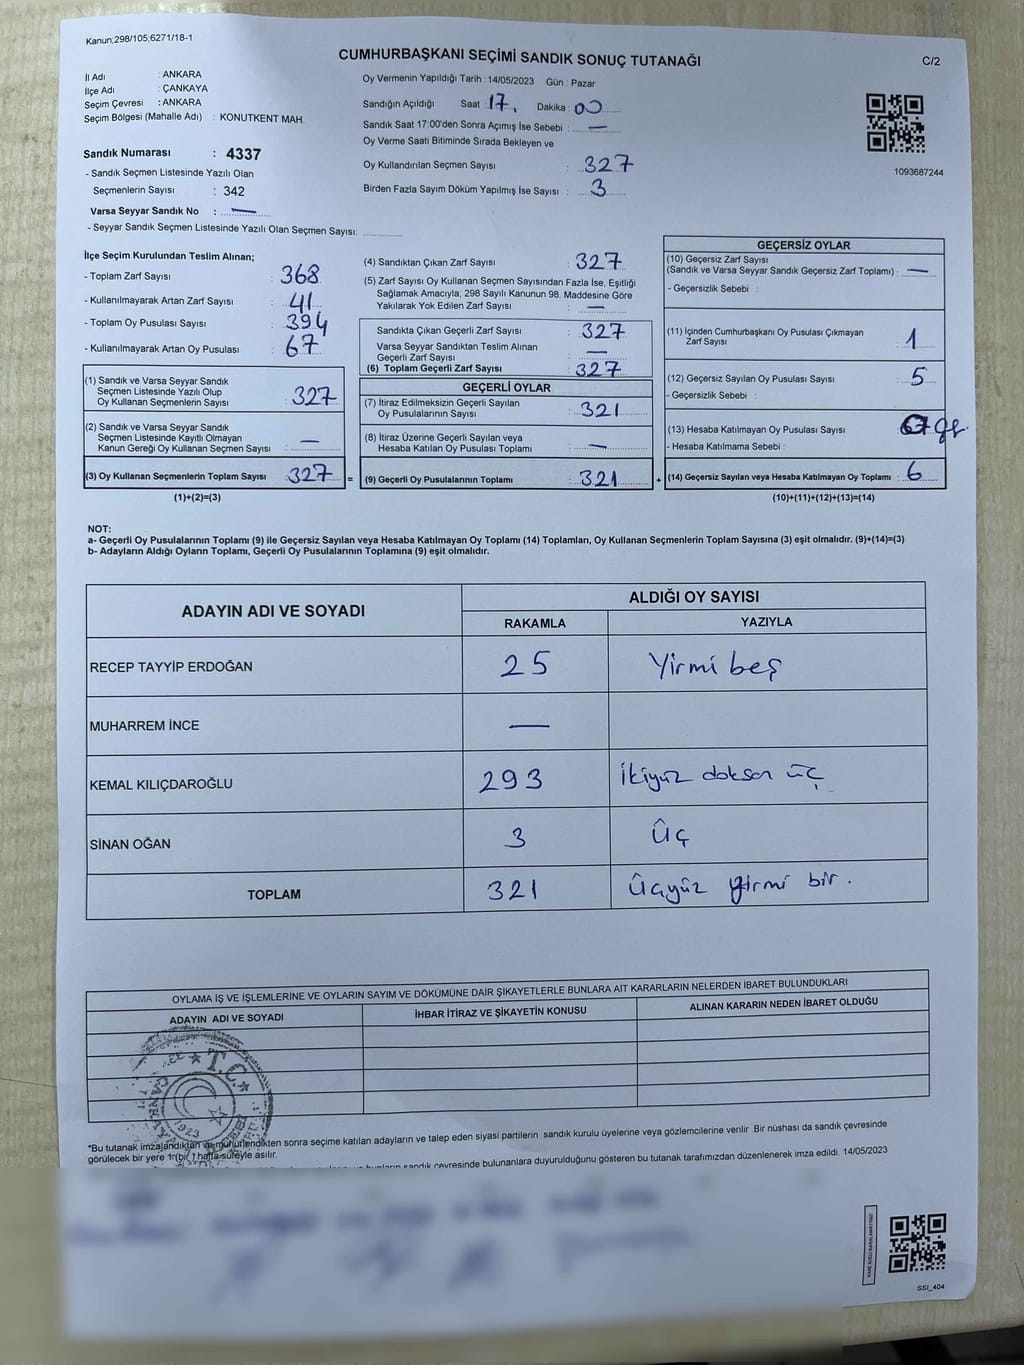 Kanun;298/105;6271/18-1
CUMHURBAŞKANI SEÇİMİ SANDIK SONUÇ TUTANAĞI
C/2
İl Adı : ANKARA
İlçe Adı : ÇANKAYA
Seçim Çevresi : ANKARA
Seçim Bölgesi (Mahalle Adı) : KONUTKENT MAH.
Sandık Numarası : 4337
- Sandık Seçmen Listesinde Yazılı Olan
Seçmenlerin Sayısı : 342
Varsa Seyyar Sandık No : —
- Seyyar Sandık Seçmen Listesinde Yazılı Olan Seçmen Sayısı:
Oy Vermenin Yapıldığı Tarih : 14/05/2023 Gün : Pazar
Sandığın Açıldığı Saat : 17. Dakika : 00
Sandık Saat 17:00'den Sonra Açımış İse Sebebi : —
Oy Verme Saati Bitiminde Sırada Bekleyen ve
Oy Kullandırılan Seçmen Sayısı : 327
Birden Fazla Sayım Döküm Yapılmış İse Sayısı : 3
1093687244
İlçe Seçim Kurulundan Teslim Alınan;
- Toplam Zarf Sayısı : 368
- Kullanılmayarak Artan Zarf Sayısı : 41
- Toplam Oy Pusulası Sayısı : 394
- Kullanılmayarak Artan Oy Pusulası : 67
(1) Sandık ve Varsa Seyyar Sandık
Seçmen Listesinde Yazılı Olup
Oy Kullanan Seçmenlerin Sayısı : 327
(2) Sandık ve Varsa Seyyar Sandık
Seçmen Listesinde Kayıtlı Olmayan
Kanun Gereği Oy Kullanan Seçmen Sayısı : —
(3) Oy Kullanan Seçmenlerin Toplam Sayısı : 327 =
(1)+(2)=(3)
(4) Sandıktan Çıkan Zarf Sayısı : 327
(5) Zarf Sayısı Oy Kullanan Seçmen Sayısından Fazla İse, Eşitliği
Sağlamak Amacıyla; 298 Sayılı Kanunun 98. Maddesine Göre
Yakılarak Yok Edilen Zarf Sayısı : —
Sandıkta Çıkan Geçerli Zarf Sayısı : 327
Varsa Seyyar Sandıktan Teslim Alınan
Geçerli Zarf Sayısı : —
(6) Toplam Geçerli Zarf Sayısı : 327
GEÇERLİ OYLAR
(7) İtiraz Edilmeksizin Geçerli Sayılan
Oy Pusulalarının Sayısı : 321
(8) İtiraz Üzerine Geçerli Sayılan veya
Hesaba Katılan Oy Pusulası Toplamı : —
(9) Geçerli Oy Pusulalarının Toplamı : 321 +
GEÇERSİZ OYLAR
(10) Geçersiz Zarf Sayısı
(Sandık ve Varsa Seyyar Sandık Geçersiz Zarf Toplamı) : —
- Geçersizlik Sebebi :
(11) İçinden Cumhurbaşkanı Oy Pusulası Çıkmayan
Zarf Sayısı : 1
(12) Geçersiz Sayılan Oy Pusulası Sayısı : 5
- Geçersizlik Sebebi :
(13) Hesaba Katılmayan Oy Pusulası Sayısı :
- Hesaba Katılmama Sebebi :
(14) Geçersiz Sayılan veya Hesaba Katılmayan Oy Toplamı : 6
(10)+(11)+(12)+(13)=(14)
NOT:
a- Geçerli Oy Pusulalarının Toplamı (9) ile Geçersiz Sayılan veya Hesaba Katılmayan Oy Toplamı (14) Toplamları, Oy Kullanan Seçmenlerin Toplam Sayısına (3) eşit olmalıdır. (9)+(14)=(3)
b- Adayların Aldığı Oyların Toplamı, Geçerli Oy Pusulalarının Toplamına (9) eşit olmalıdır.
ADAYIN ADI VE SOYADI
ALDIĞI OY SAYISI
RAKAMLA YAZIYLA
RECEP TAYYİP ERDOĞAN 25 Yirmi beş
MUHARREM İNCE —
KEMAL KILIÇDAROĞLU 293 İkiyüz doksan üç
SİNAN OĞAN 3 Üç
TOPLAM 321 Üçyüz yirmi bir.
OYLAMA İŞ VE İŞLEMLERİNE VE OYLARIN SAYIM VE DÖKÜMÜNE DAİR ŞİKAYETLERLE BUNLARA AİT KARARLARIN NELERDEN İBARET BULUNDUKLARI
ADAYIN ADI VE SOYADI İHBAR İTİRAZ VE ŞİKAYETİN KONUSU ALINAN KARARIN NEDEN İBARET OLDUĞU
T.C.
1923
*Bu tutanak imzalandıktan ve mühürlendikten sonra seçime katılan adayların ve talep eden siyasi partilerin sandık kurulu üyelerine veya gözlemcilerine verilir. Bir nüshası da sandık çevresinde
görülecek bir yere 1 (bir) hafta süreyle asılır.
sandık çevresinde bulunanlara duyurulduğunu gösteren bu tutanak tarafımızdan düzenlenerek imza edildi. 14/05/2023
SSI_404